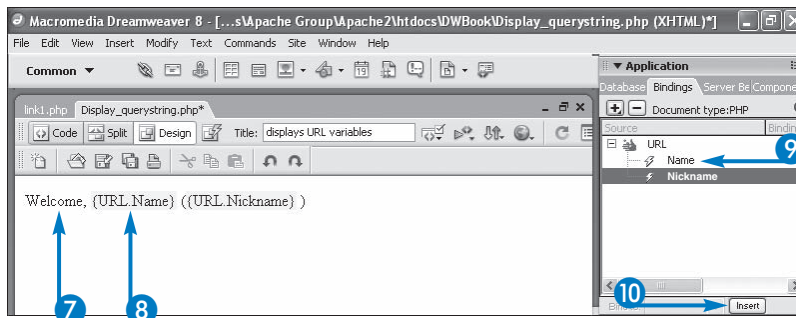 Macromedia Dreamweaver 8 - [...s\Apache Group\Apache2\htdocs\DWBook\Display_querystring.php (XHTML)*]
File Edit View Insert Modify Text Commands Site Window Help
Common
Application
Database Bindings Server Be Compone
link1.php Display_querystring.php*
Document type:PHP
Code Split Design Title: displays URL variables
Source Bindin
URL
Name
9
Nickname
Welcome, {URL.Name} ({URL.Nickname} )
7
8
10
Insert